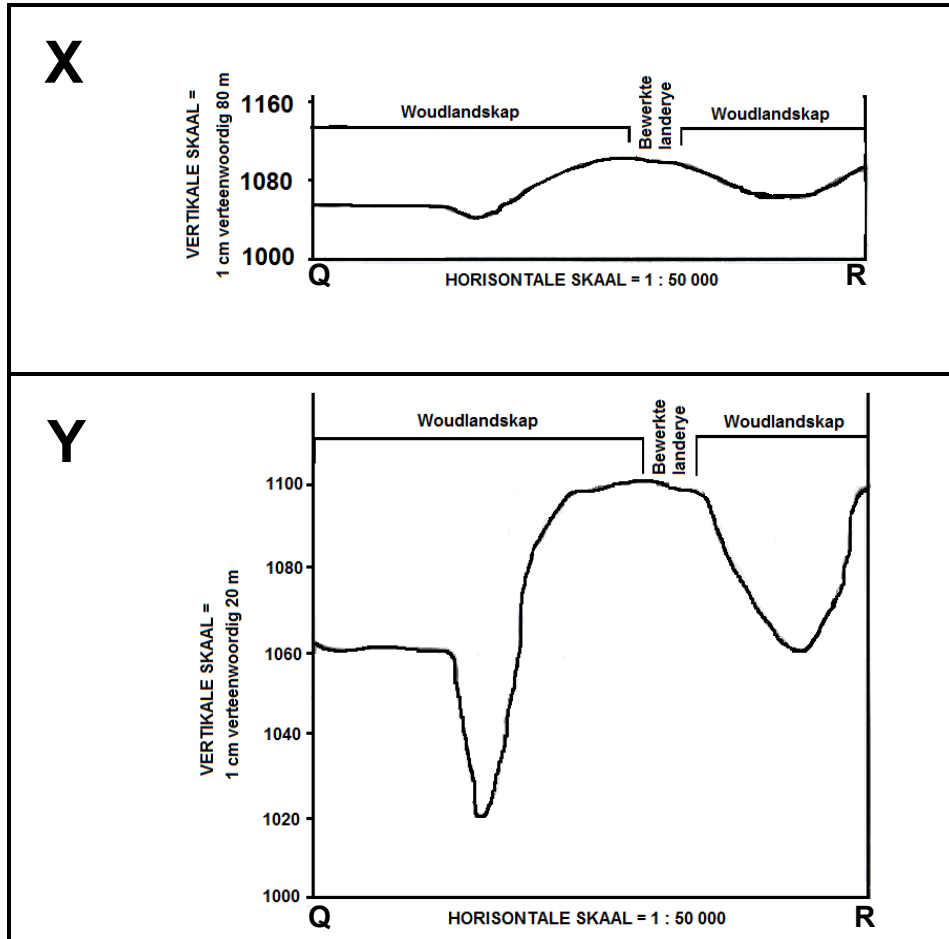 X
VERTIKALE SKAAL =
1 cm verteenwoordig 80 m
1160
1080
1000
Woudlandskap
Bewerkte
landerye
Woudlandskap
Q
HORISONTALE SKAAL = 1 : 50 000
R
Y
VERTIKALE SKAAL =
1 cm verteenwoordig 20 m
Woudlandskap
Bewerkte
landerye
Woudlandskap
1100
1080
1060
1040
1020
1000
Q
HORISONTALE SKAAL = 1 : 50 000
R